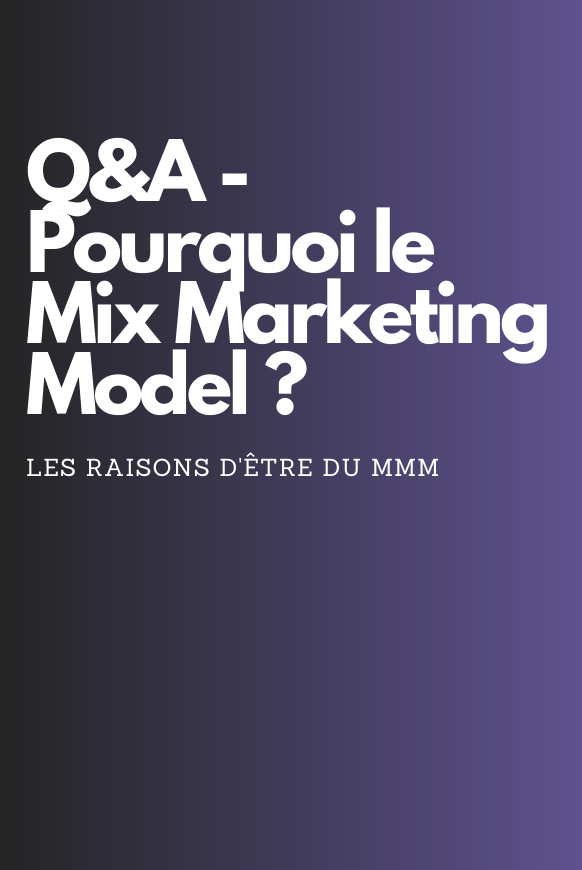 Q&A -
Pourquoi le
Mix Marketing
Model ?
LES RAISONS D'ÊTRE DU MMM